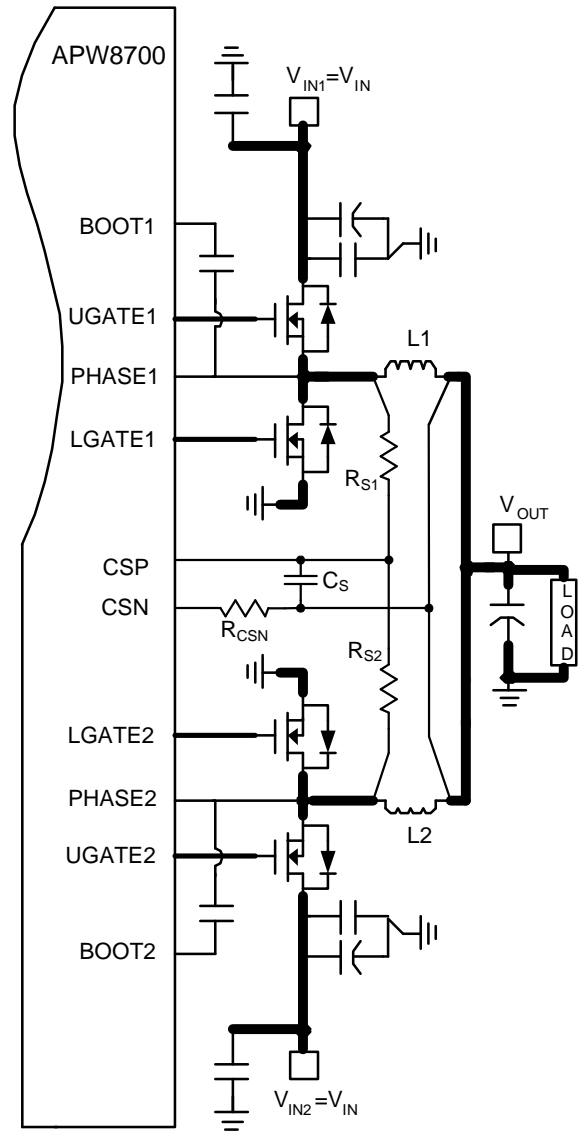 APW8700
V_IN1=V_IN
BOOT1
UGATE1
L1
PHASE1
LGATE1
R_S1
V_OUT
CSP
C_S
CSN
R_CSN
LOAD
R_S2
LGATE2
PHASE2
L2
UGATE2
BOOT2
V_IN2=V_IN